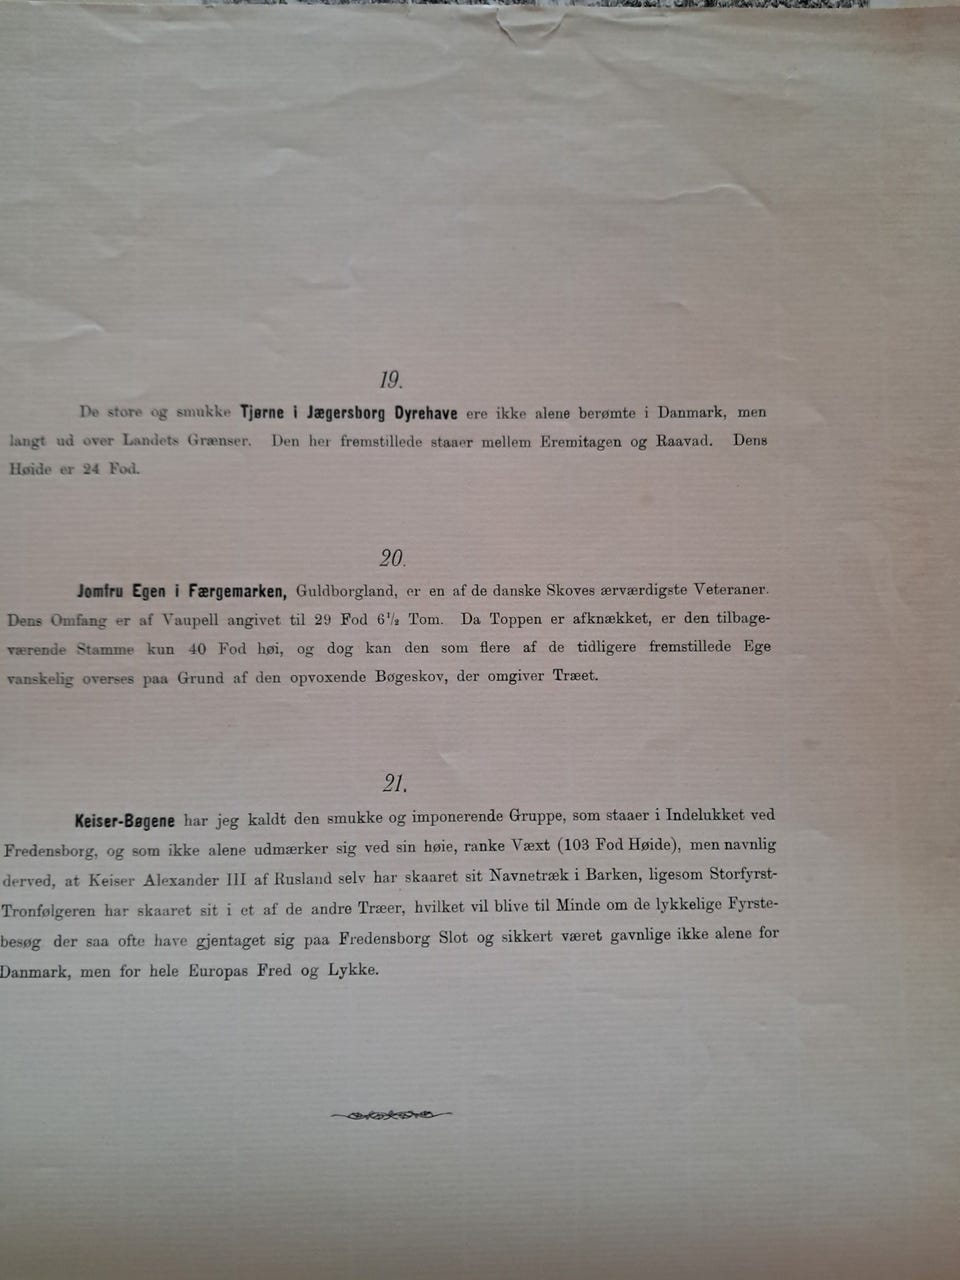 19.
De store og smukke Tjørne i Jægersborg Dyrehave ere ikke alene berømte i Danmark, men
langt ud over Landets Grænser. Den her fremstillede staaer mellem Eremitagen og Raavad. Dens
Høide er 24 Fod.
20.
Jomfru Egen i Færgemarken, Guldborgland, er en af de danske Skoves ærværdigste Veteraner.
Dens Omfang er af Vaupell angivet til 29 Fod 6 1/2 Tom. Da Toppen er afknækket, er den tilbage-
værende Stamme kun 40 Fod høi, og dog kan den som flere af de tidligere fremstillede Ege
vanskelig overses paa Grund af den opvoxende Bøgeskov, der omgiver Træet.
21.
Keiser-Bøgene har jeg kaldt den smukke og imponerende Gruppe, som staaer i Indelukket ved
Fredensborg, og som ikke alene udmærker sig ved sin høie, ranke Væxt (103 Fod Høide), men navnlig
derved, at Keiser Alexander III af Rusland selv har skaaret sit Navnetræk i Barken, ligesom Storfyrst-
Tronfølgeren har skaaret sit i et af de andre Træer, hvilket vil blive til Minde om de lykkelige Fyrste-
besøg der saa ofte have gjentaget sig paa Fredensborg Slot og sikkert været gavnlige ikke alene for
Danmark, men for hele Europas Fred og Lykke.